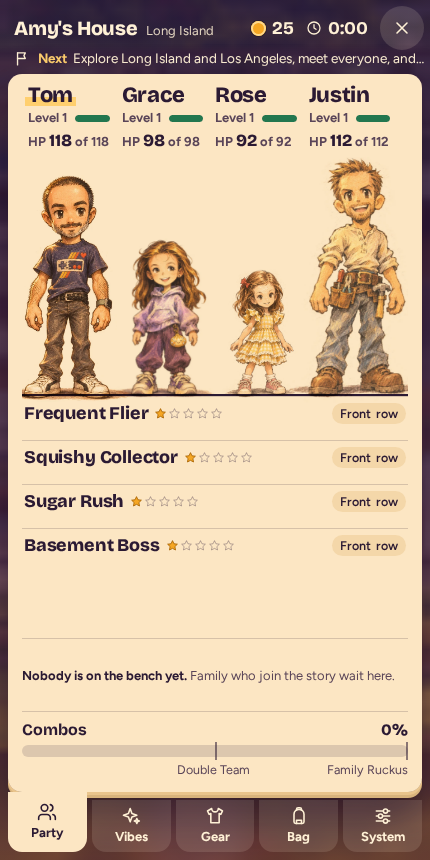 Amy's House Long Island 25 0:00
Next Explore Long Island and Los Angeles, meet everyone, and...
Tom Grace Rose Justin
Level 1 Level 1 Level 1 Level 1
HP 118 of 118 HP 98 of 98 HP 92 of 92 HP 112 of 112
Frequent Flier Front row
Squishy Collector Front row
Sugar Rush Front row
Basement Boss Front row
Nobody is on the bench yet. Family who join the story wait here.
Combos 0%
Double Team Family Ruckus
Party Vibes Gear Bag System